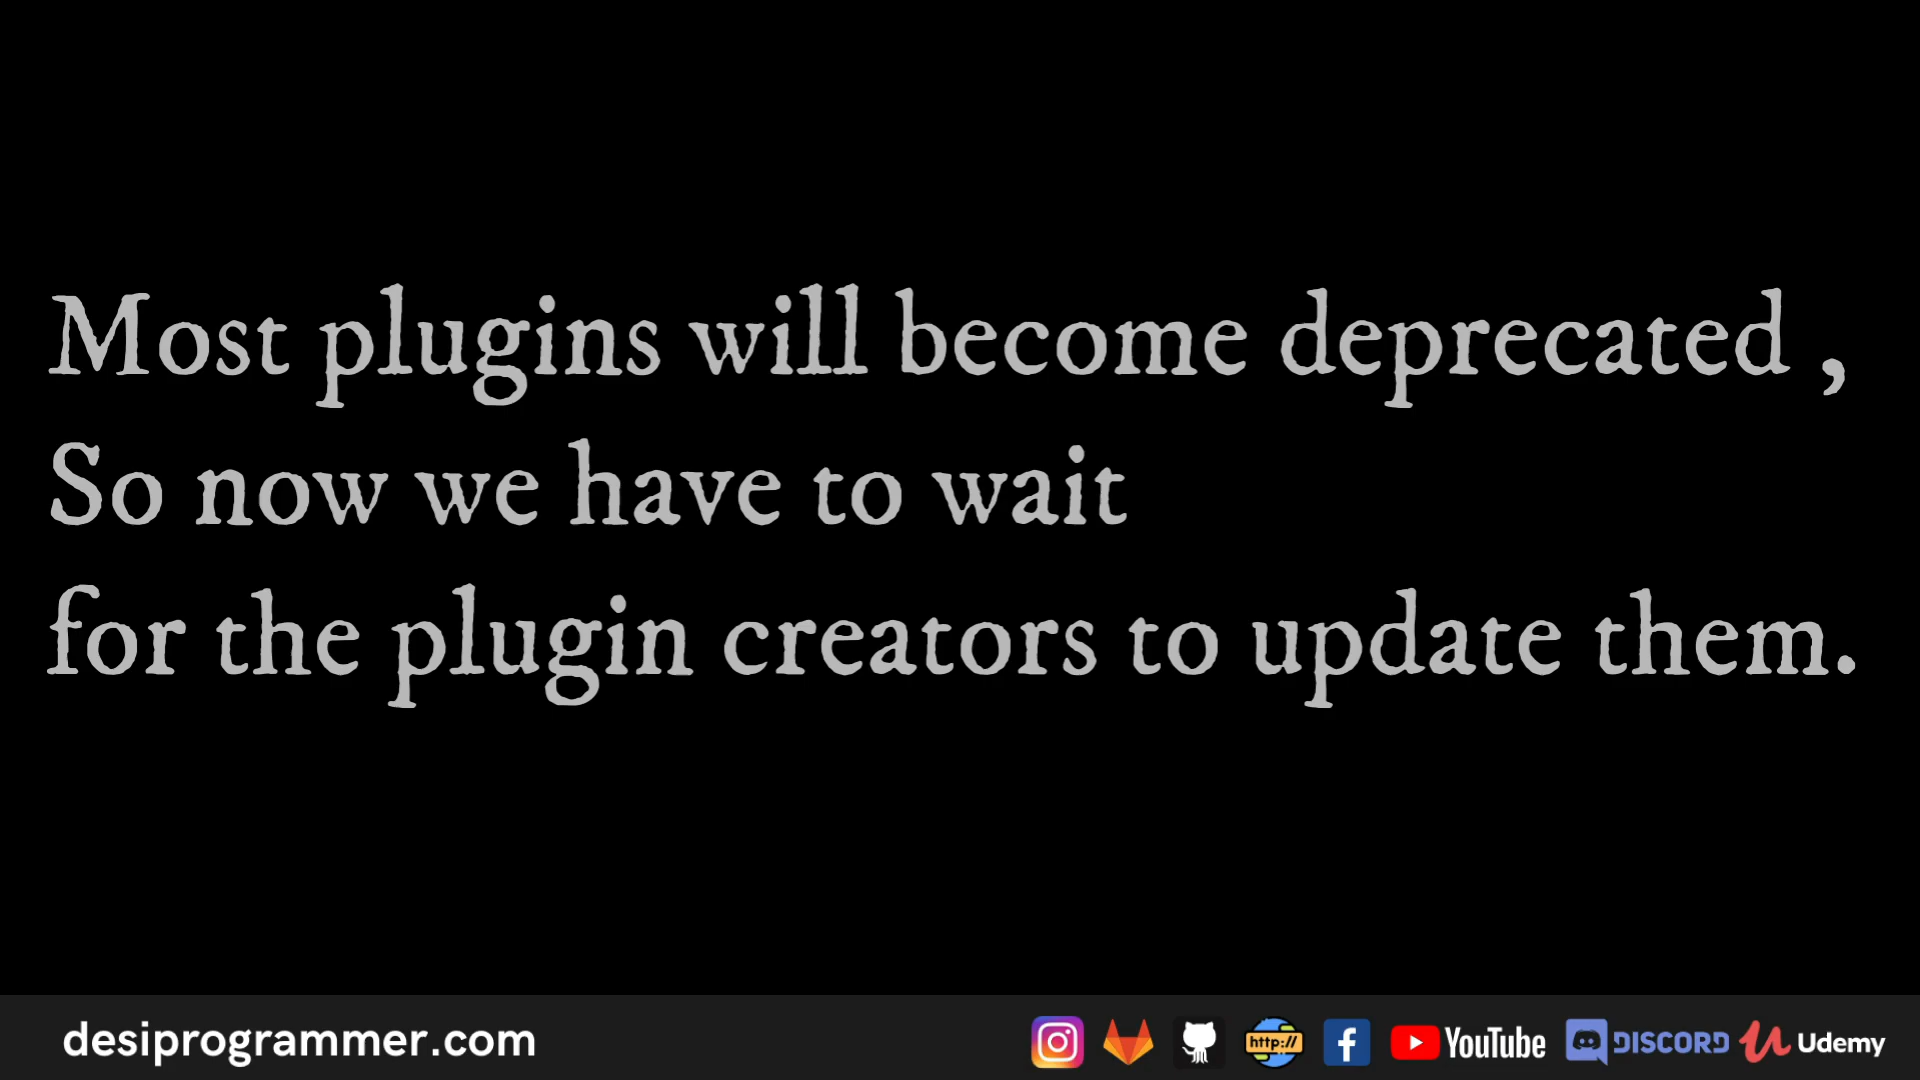 Most plugins will become deprecated ,
So now we have to wait
for the plugin creators to update them.
desiprogrammer.com
http://
YouTube
DISCORD
Udemy